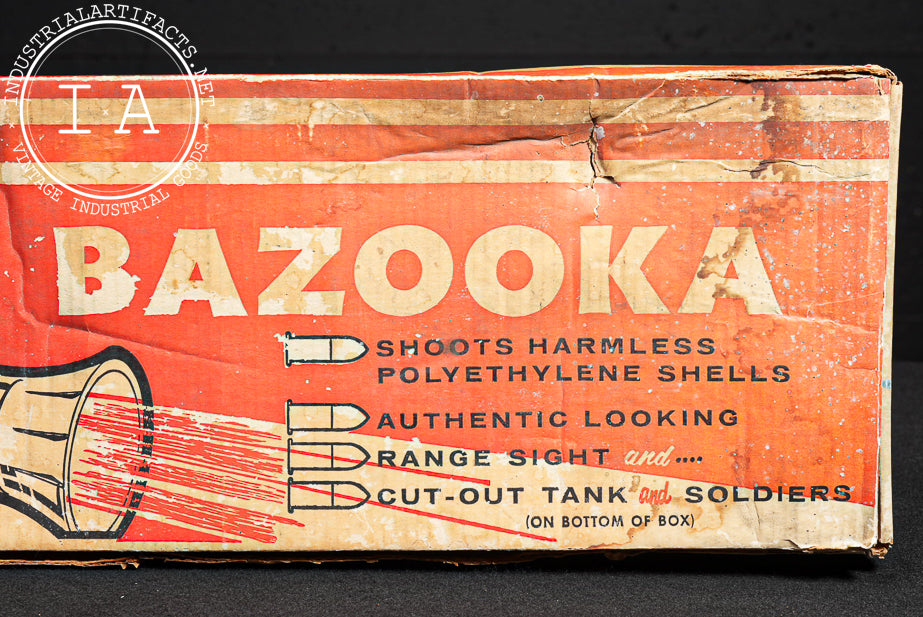 INDUSTRIALARTIFACTS.NET
I x A
VINTAGE INDUSTRIAL GOODS
BAZOOKA
SHOOTS HARMLESS
POLYETHYLENE SHELLS
AUTHENTIC LOOKING
RANGE SIGHT and....
CUT-OUT TANK and SOLDIERS
(ON BOTTOM OF BOX)